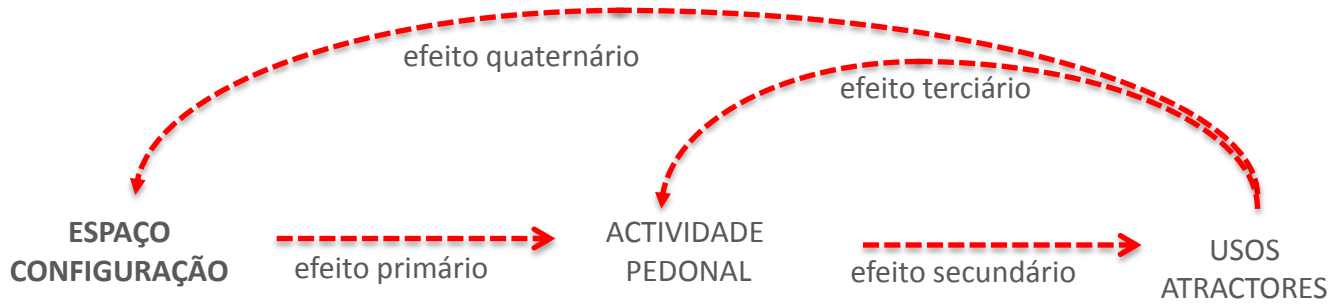 efeito quaternário
efeito terciário
ESPAÇO
CONFIGURAÇÃO
efeito primário
ACTIVIDADE
PEDONAL
efeito secundário
USOS
ATRACTORES